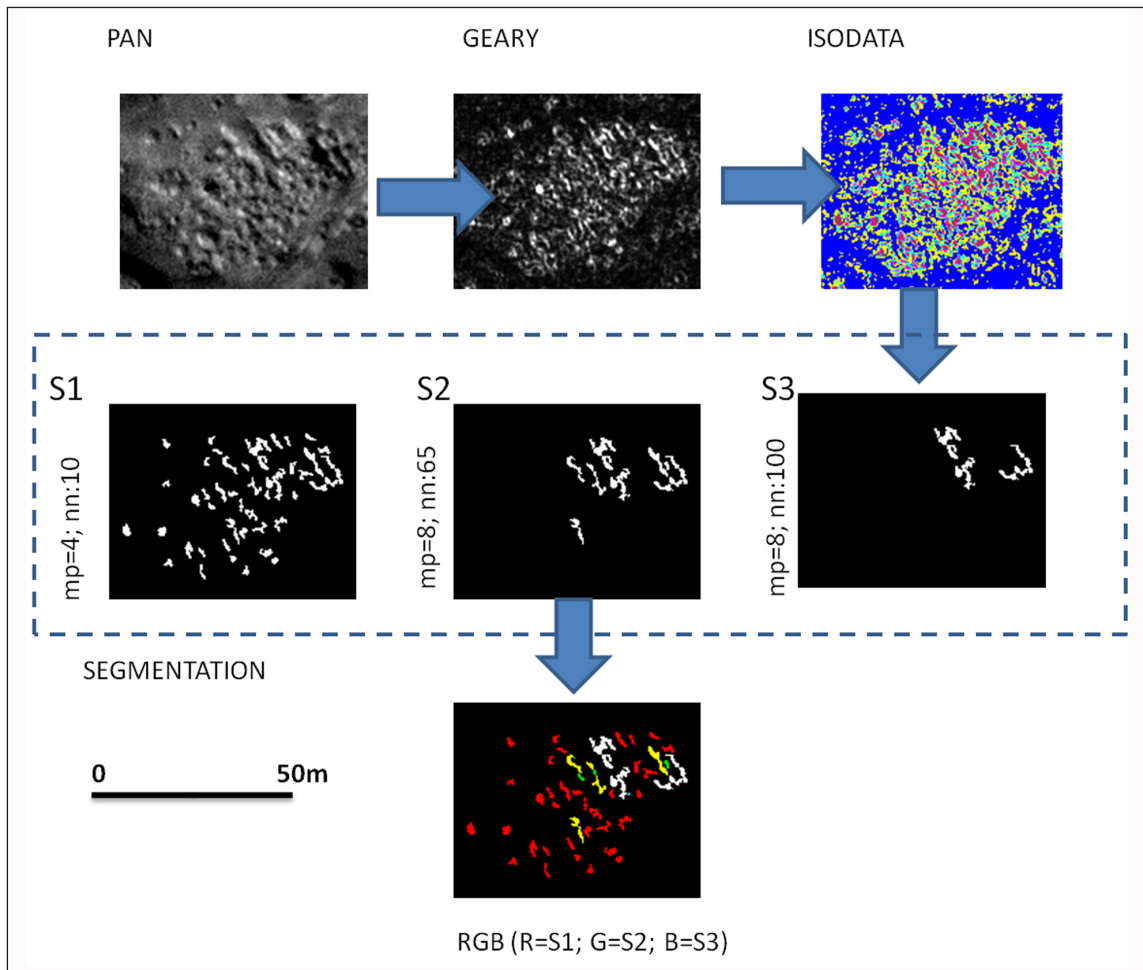 PAN
GEARY
ISODATA
S1
S2
S3
mp=4; nn:10
mp=8; nn:65
mp=8; nn:100
SEGMENTATION
0
50m
RGB (R=S1; G=S2; B=S3)